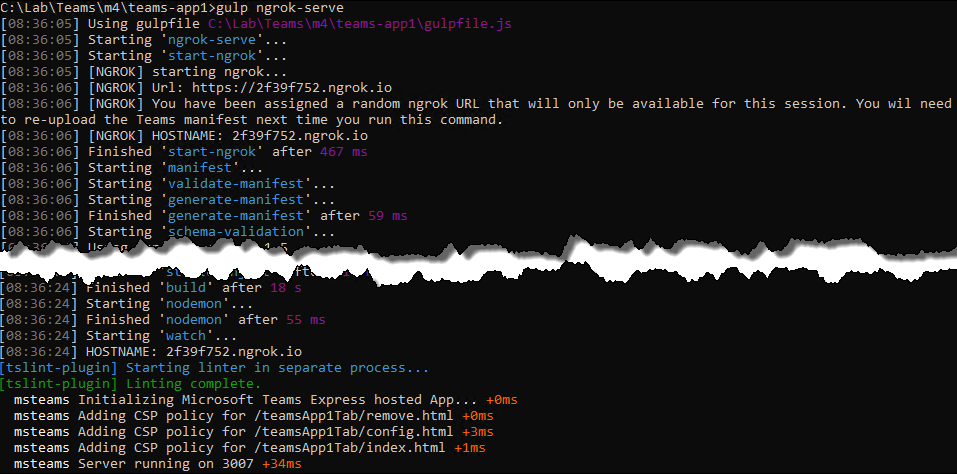 C:\Lab\Teams\m4\teams-app1>gulp ngrok-serve
[08:36:05] Using gulpfile C:\Lab\Teams\m4\teams-app1\gulpfile.js
[08:36:05] Starting 'ngrok-serve'...
[08:36:05] Starting 'start-ngrok'...
[08:36:05] [NGROK] starting ngrok...
[08:36:06] [NGROK] Url: https://2f39f752.ngrok.io
[08:36:06] [NGROK] You have been assigned a random ngrok URL that will only be available for this session. You wil need
to re-upload the Teams manifest next time you run this command.
[08:36:06] [NGROK] HOSTNAME: 2f39f752.ngrok.io
[08:36:06] Finished 'start-ngrok' after 467 ms
[08:36:06] Starting 'manifest'...
[08:36:06] Starting 'validate-manifest'...
[08:36:06] Starting 'generate-manifest'...
[08:36:06] Finished 'generate-manifest' after 59 ms
[08:36:06] Starting 'schema-validation'...
[08:36:24] Finished 'build' after 18 s
[08:36:24] Starting 'nodemon'...
[08:36:24] Finished 'nodemon' after 55 ms
[08:36:24] Starting 'watch'...
[08:36:24] HOSTNAME: 2f39f752.ngrok.io
[tslint-plugin] Starting linter in separate process...
[tslint-plugin] Linting complete.
msteams Initializing Microsoft Teams Express hosted App... +0ms
msteams Adding CSP policy for /teamsApp1Tab/remove.html +0ms
msteams Adding CSP policy for /teamsApp1Tab/config.html +3ms
msteams Adding CSP policy for /teamsApp1Tab/index.html +1ms
msteams Server running on 3007 +34ms